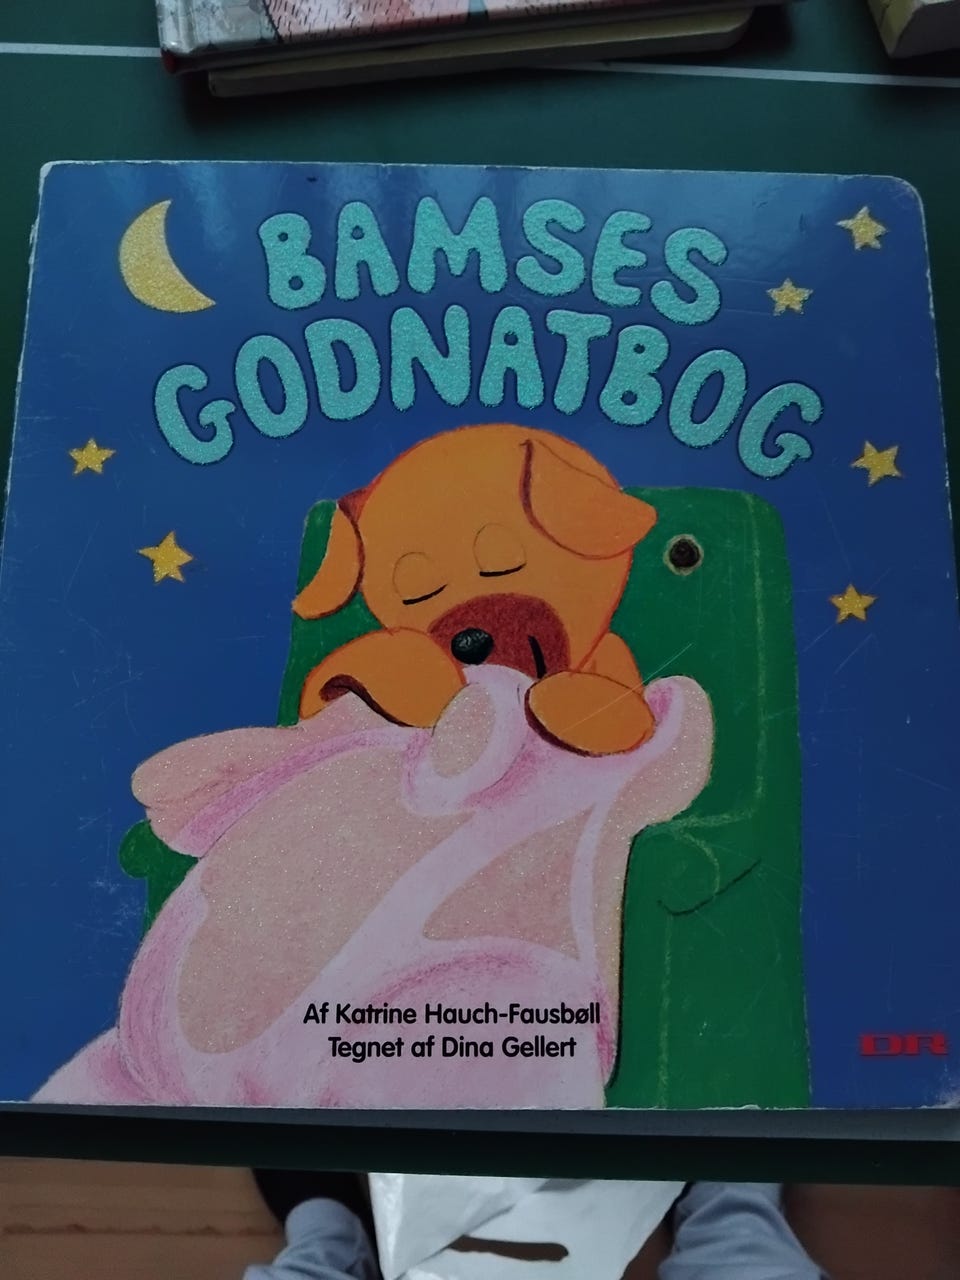 BAMSES
GODNATBOG
Af Katrine Hauch-Fausbøll
Tegnet af Dina Gellert
DR